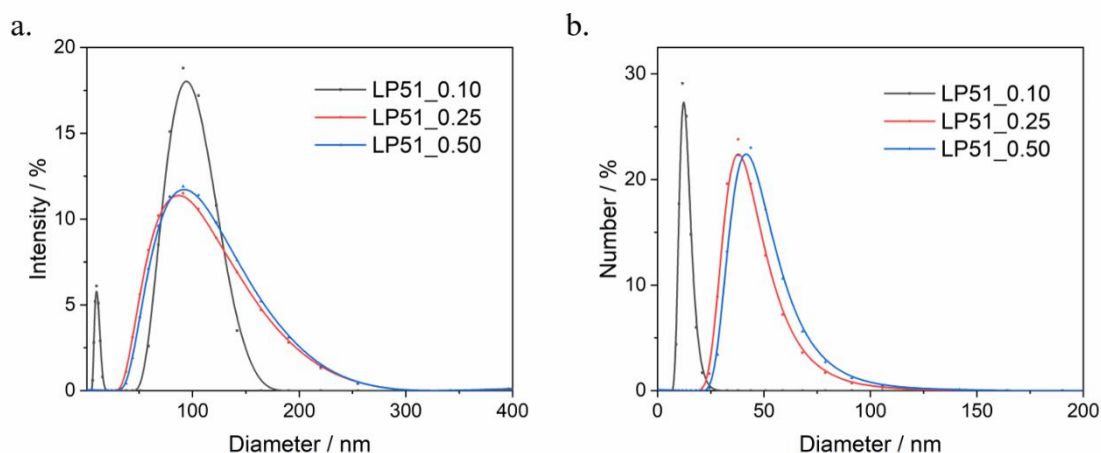 a.
20
15
10
5
0
Intensity / %
LP51_0.10
LP51_0.25
LP51_0.50
100
200
300
400
Diameter / nm
b.
30
20
10
0
Number / %
LP51_0.10
LP51_0.25
LP51_0.50
0
50
100
150
200
Diameter / nm